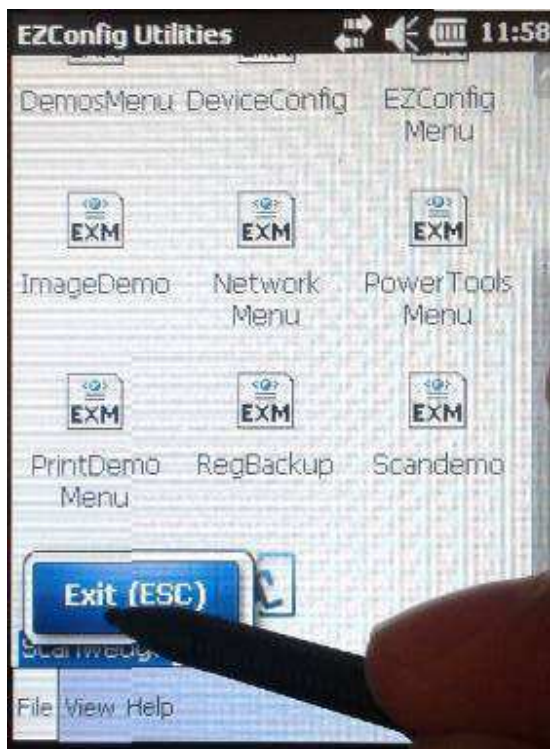 EZConfig Utilities 11:58
DemosMenu DeviceConfig EZConfig
Menu
EXM EXM EXM
ImageDemo Network PowerTools
Menu Menu
EXM EXM EXM
PrintDemo RegBackup Scandemo
Menu
Exit (ESC)
File View Help